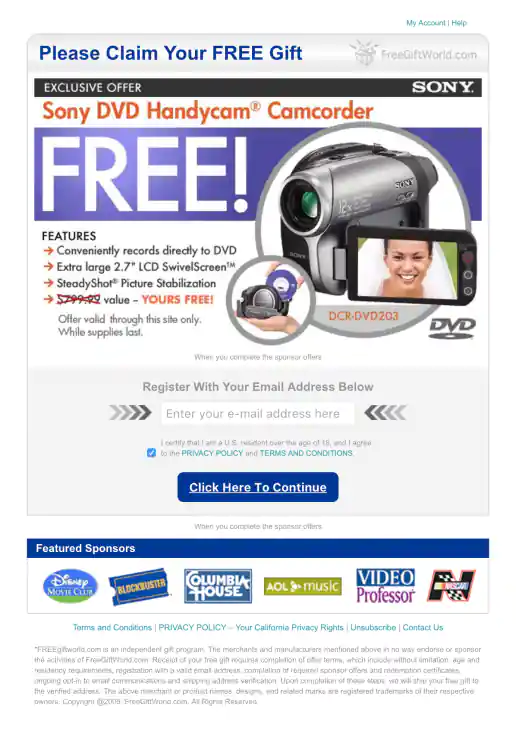 My Account | Help
Please Claim Your FREE Gift
FreeGiftWorld.com
EXCLUSIVE OFFER
SONY
Sony DVD Handycam® Camcorder
FREE!
FEATURES
Conveniently records directly to DVD
Extra large 2.7" LCD SwivelScreen™
SteadyShot® Picture Stabilization
$799.99 value – YOURS FREE!
Offer valid through this site only.
While supplies last.
SONY
DCR-DVD203
DVD
When you complete the sponsor offers
Register With Your Email Address Below
Enter your e-mail address here
I certify that I am a U.S. resident over the age of 18, and I agree
to the PRIVACY POLICY and TERMS AND CONDITIONS.
Click Here To Continue
When you complete the sponsor offers
Featured Sponsors
Disney MOVIE CLUB
BLOCKBUSTER
COLUMBIA HOUSE
AOL music
VIDEO Professor
NASCAR
Terms and Conditions | PRIVACY POLICY – Your California Privacy Rights | Unsubscribe | Contact Us
*FREEgiftworld.com is an independent gift program. The merchants and manufacturers mentioned above in no way endorse or sponsor
the activities of FreeGiftWorld.com. Receipt of your free gift requires completion of offer terms, which include without limitation: age and
residency requirements, registration with a valid email address, completion of required sponsor offers and redemption certificates,
ongoing opt-in to email communications and shipping address verification. Upon completion of these steps, we will ship your free gift to
the verified address. The above merchant or product names, designs, and related marks are registered trademarks of their respective
owners. Copyright @2009. FreeGiftWorld.com. All Rights Reserved.